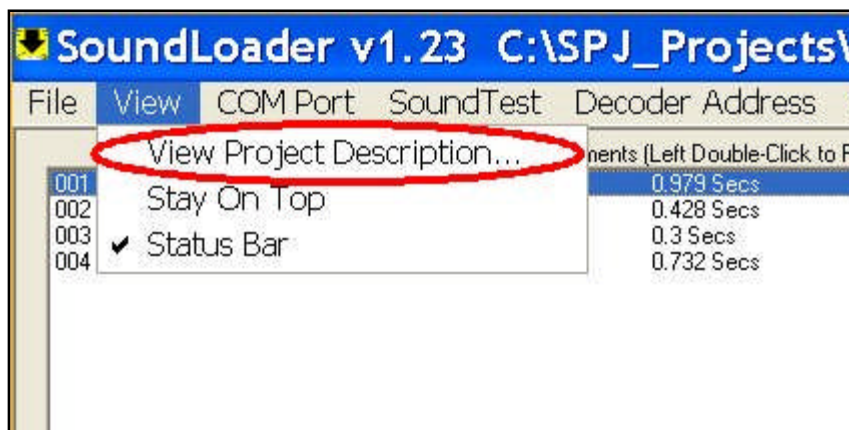 SoundLoader v1.23 C:\SPJ_Projects\
File View COM Port SoundTest Decoder Address
View Project Description...
(Left Double-Click to
Stay On Top
Status Bar
001 0.979 Secs
002 0.428 Secs
003 0.3 Secs
004 0.732 Secs